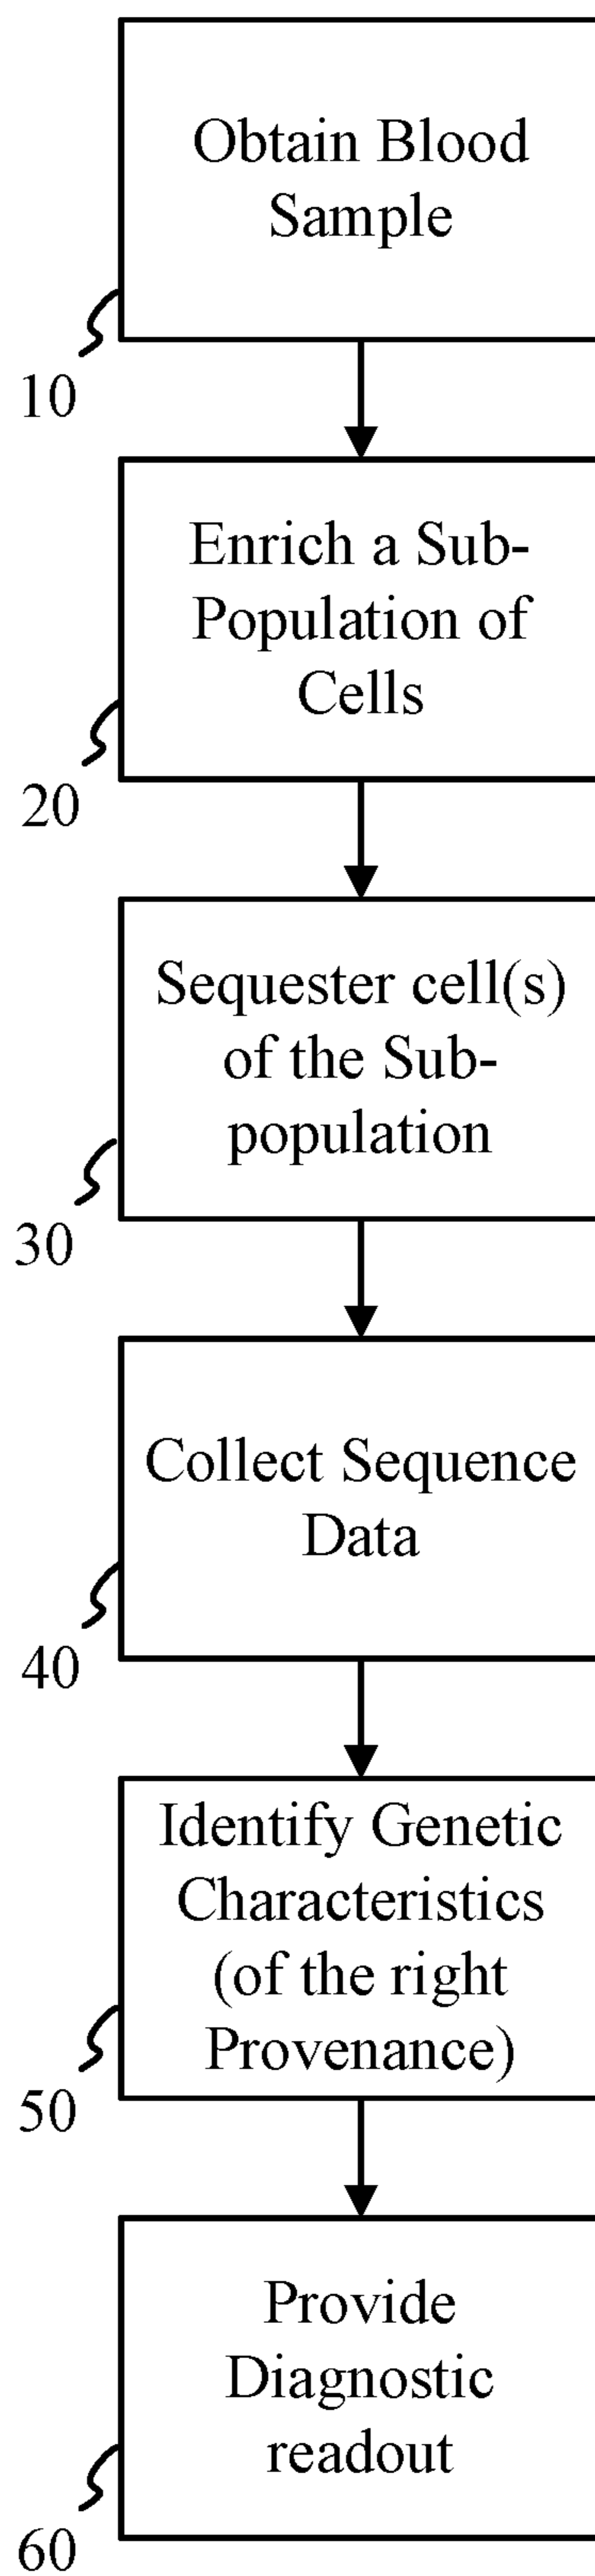 Obtain Blood
Sample
10
Enrich a Sub-
Population of
Cells
20
Sequester cell(s)
of the Sub-
population
30
Collect Sequence
Data
40
Identify Genetic
Characteristics
(of the right
Provenance)
50
Provide
Diagnostic
readout
60